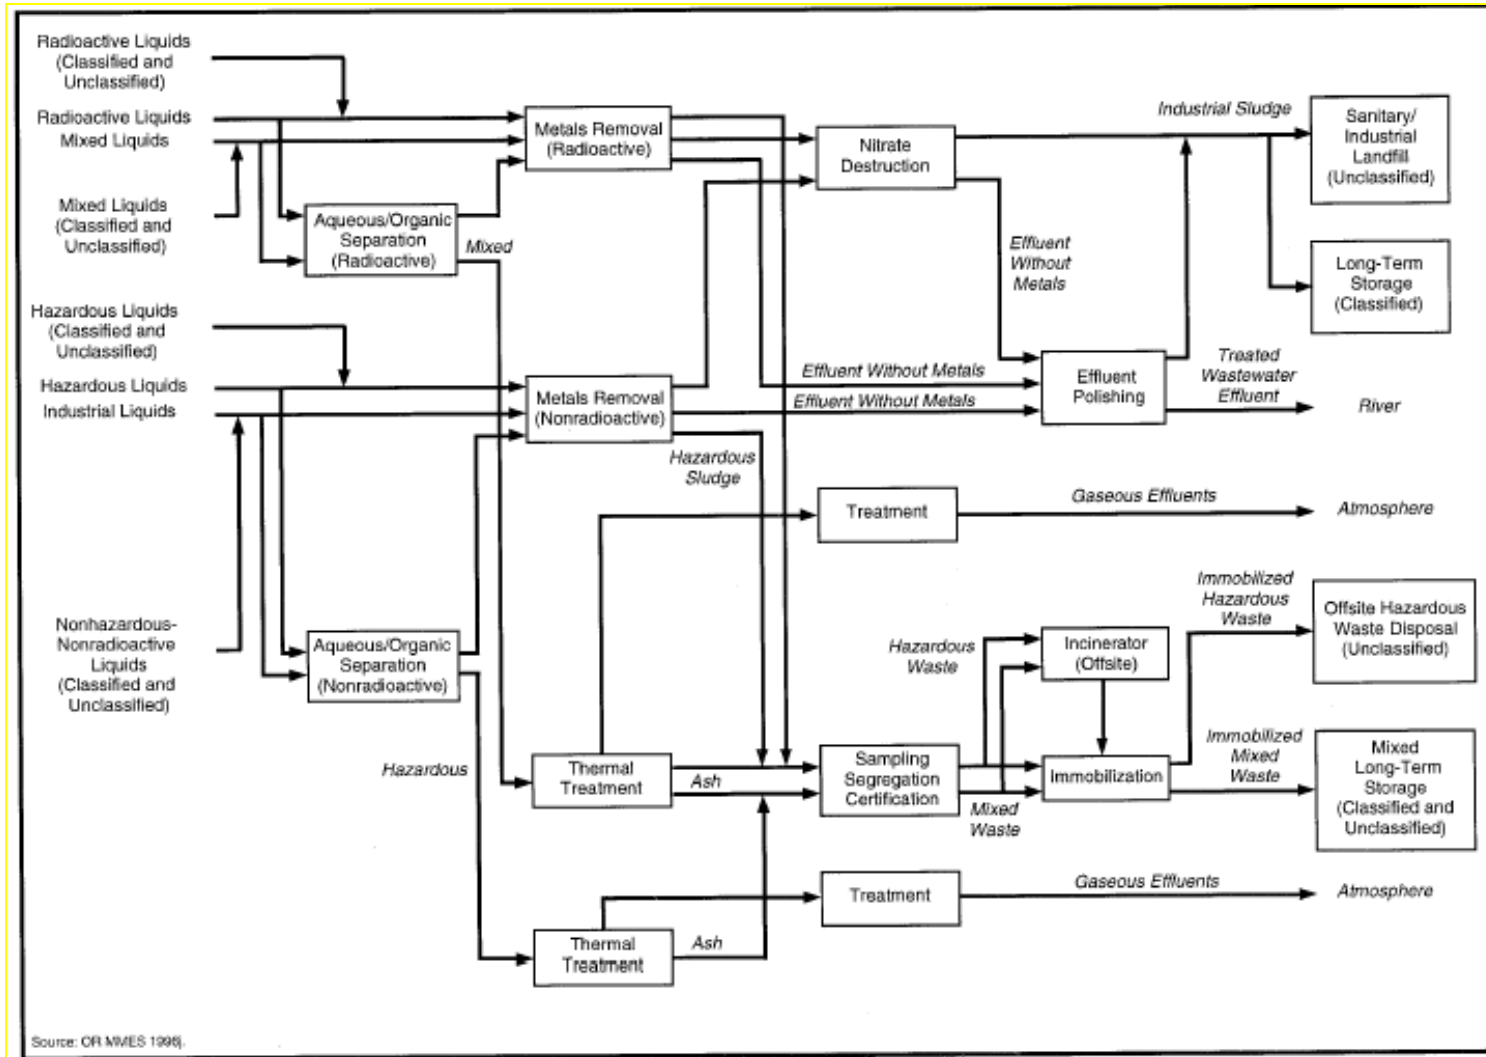 Radioactive Liquids
(Classified and
Unclassified)
Radioactive Liquids
Mixed Liquids
Mixed Liquids
(Classified and
Unclassified)
Aqueous/Organic
Separation
(Radioactive)
Mixed
Metals Removal
(Radioactive)
Nitrate
Destruction
Industrial Sludge
Sanitary/
Industrial
Landfill
(Unclassified)
Effluent
Without
Metals
Long-Term
Storage
(Classified)
Hazardous Liquids
(Classified and
Unclassified)
Hazardous Liquids
Industrial Liquids
Metals Removal
(Nonradioactive)
Effluent Without Metals
Effluent Without Metals
Effluent
Polishing
Treated
Wastewater
Effluent
River
Hazardous
Sludge
Treatment
Gaseous Effluents
Atmosphere
Nonhazardous-
Nonradioactive
Liquids
(Classified and
Unclassified)
Aqueous/Organic
Separation
(Nonradioactive)
Hazardous
Hazardous
Waste
Incinerator
(Offsite)
Immobilized
Hazardous
Waste
Offsite Hazardous
Waste Disposal
(Unclassified)
Thermal
Treatment
Ash
Sampling
Segregation
Certification
Mixed
Waste
Immobilization
Immobilized
Mixed
Waste
Mixed
Long-Term
Storage
(Classified and
Unclassified)
Treatment
Gaseous Effluents
Atmosphere
Thermal
Treatment
Ash
Source: OR MMES 1996j.